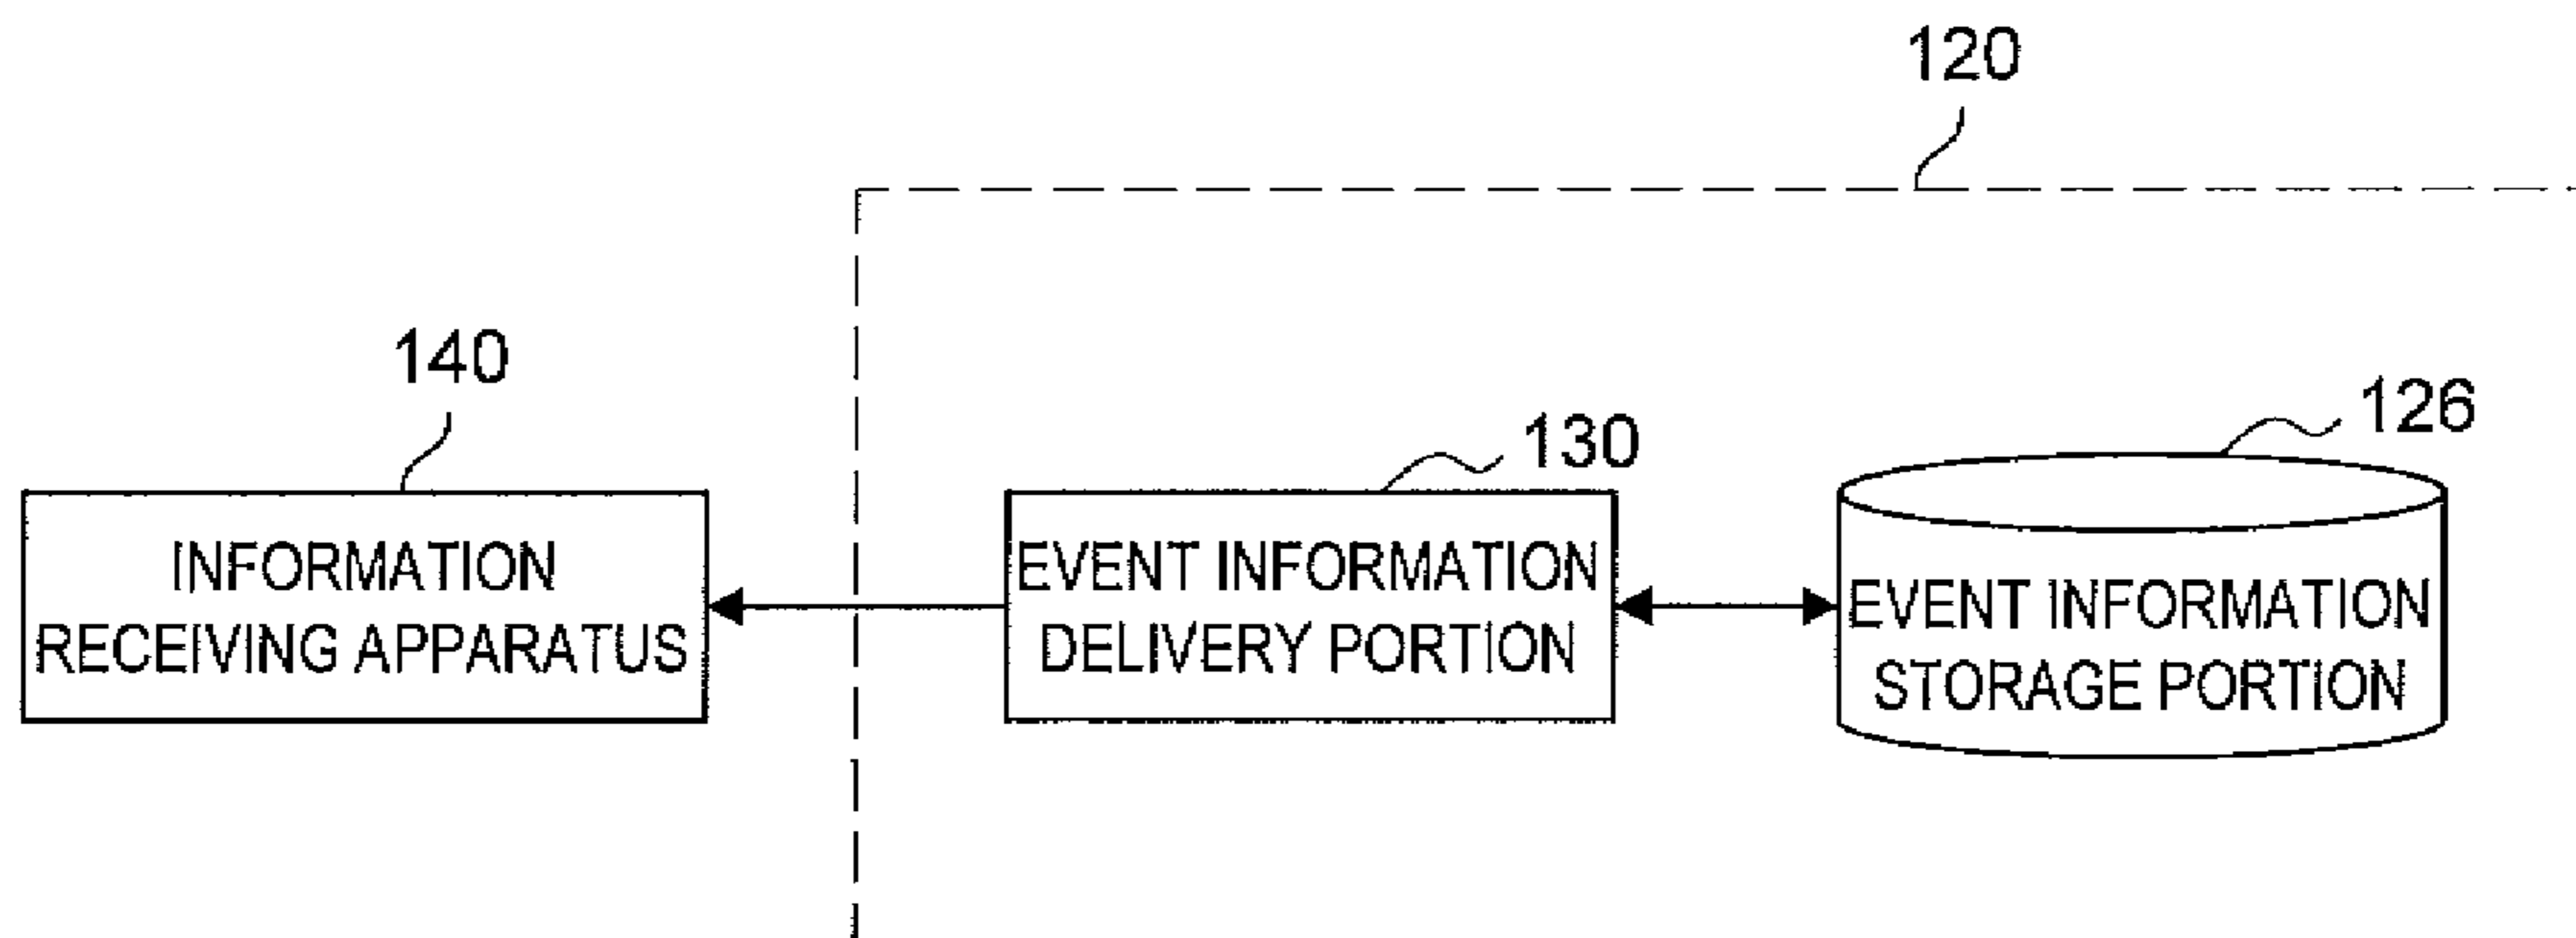 120
140
130
126
INFORMATION
RECEIVING APPARATUS
EVENT INFORMATION
DELIVERY PORTION
EVENT INFORMATION
STORAGE PORTION